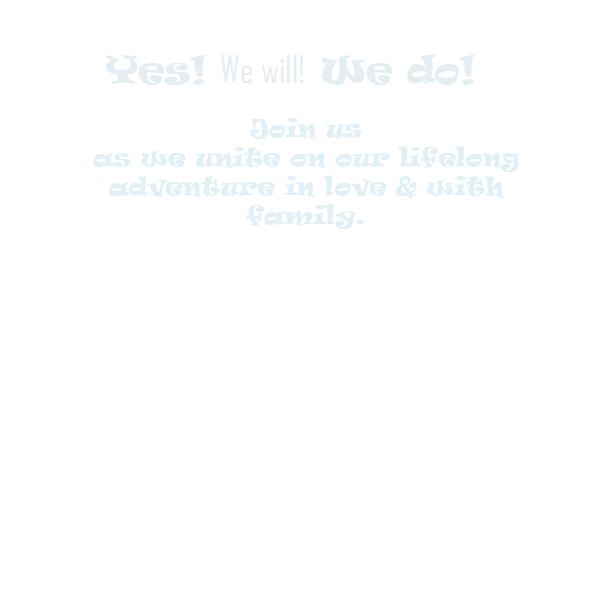 Yes! We will! We do!
Join us
as we unite on our lifelong
adventure in love & with
family.